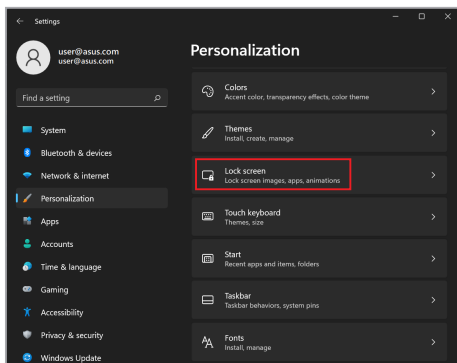 Settings
user@asus.com
user@asus.com
Find a setting
System
Bluetooth & devices
Network & internet
Personalization
Apps
Accounts
Time & language
Gaming
Accessibility
Privacy & security
Windows Update
Personalization
Colors
Accent color, transparency effects, color theme
Themes
Install, create, manage
Lock screen
Lock screen images, apps, animations
Touch keyboard
Themes, size
Start
Recent apps and items, folders
Taskbar
Taskbar behaviors, system pins
Fonts
Install, manage